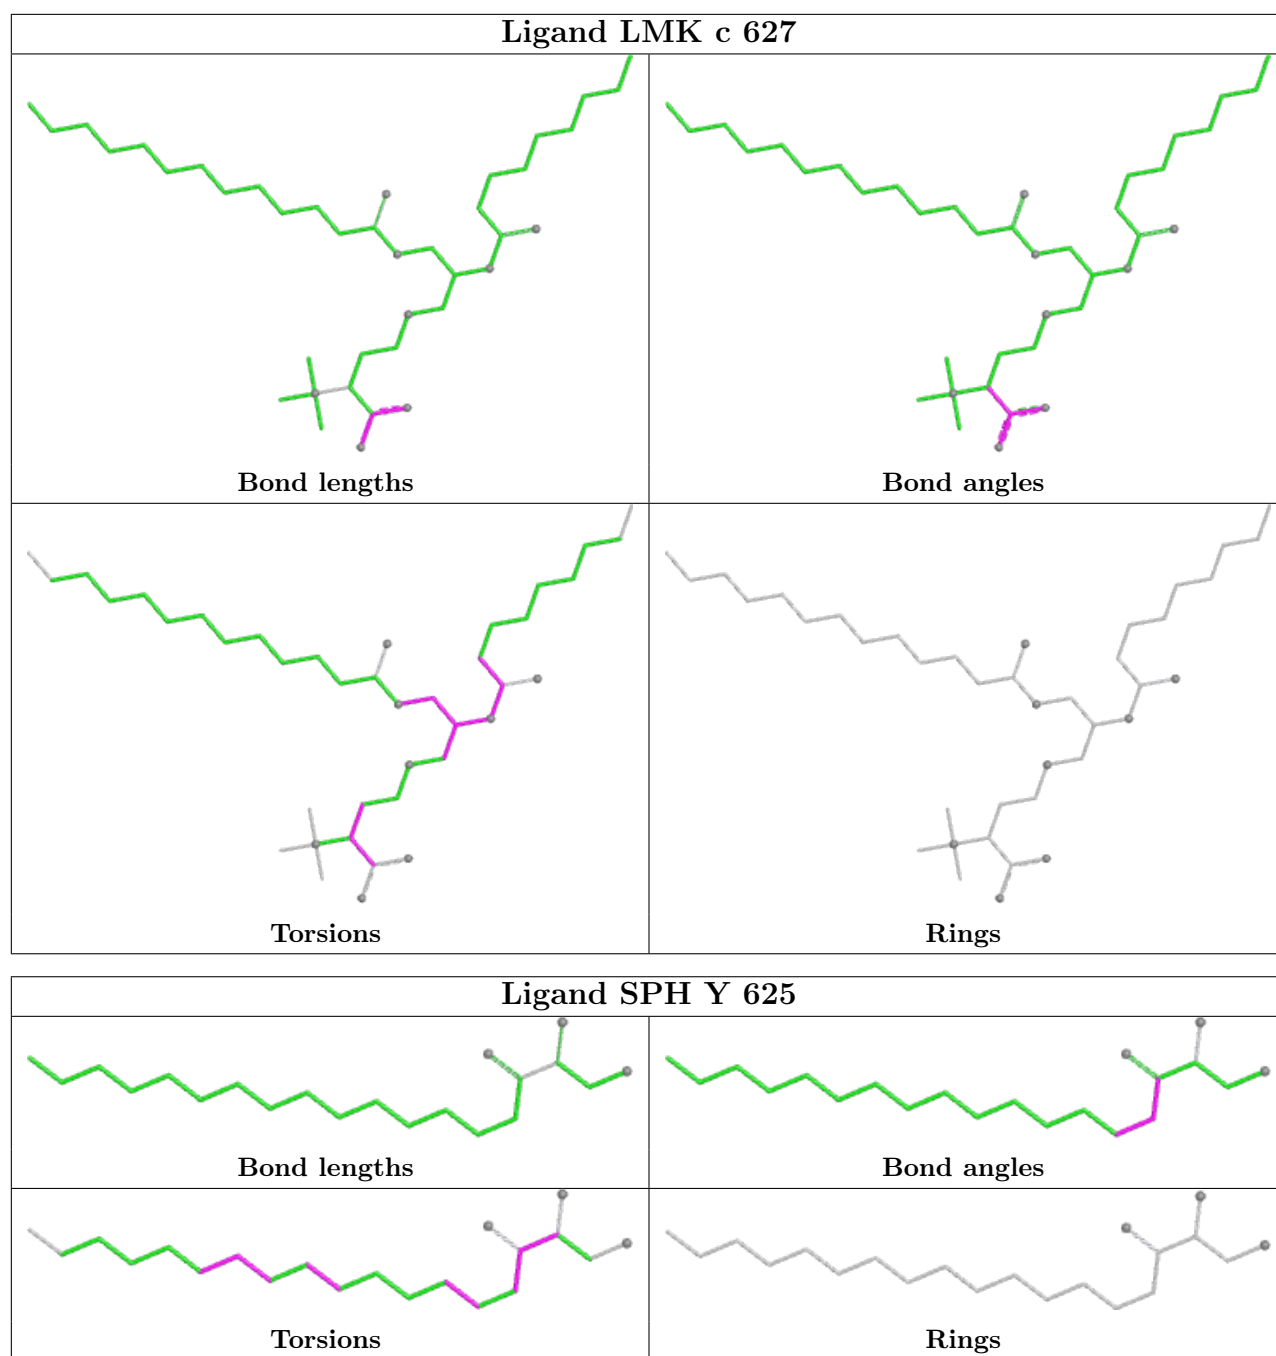 Ligand LMK c 627
Bond lengths
Bond angles
Torsions
Rings
Ligand SPH Y 625
Bond lengths
Bond angles
Torsions
Rings